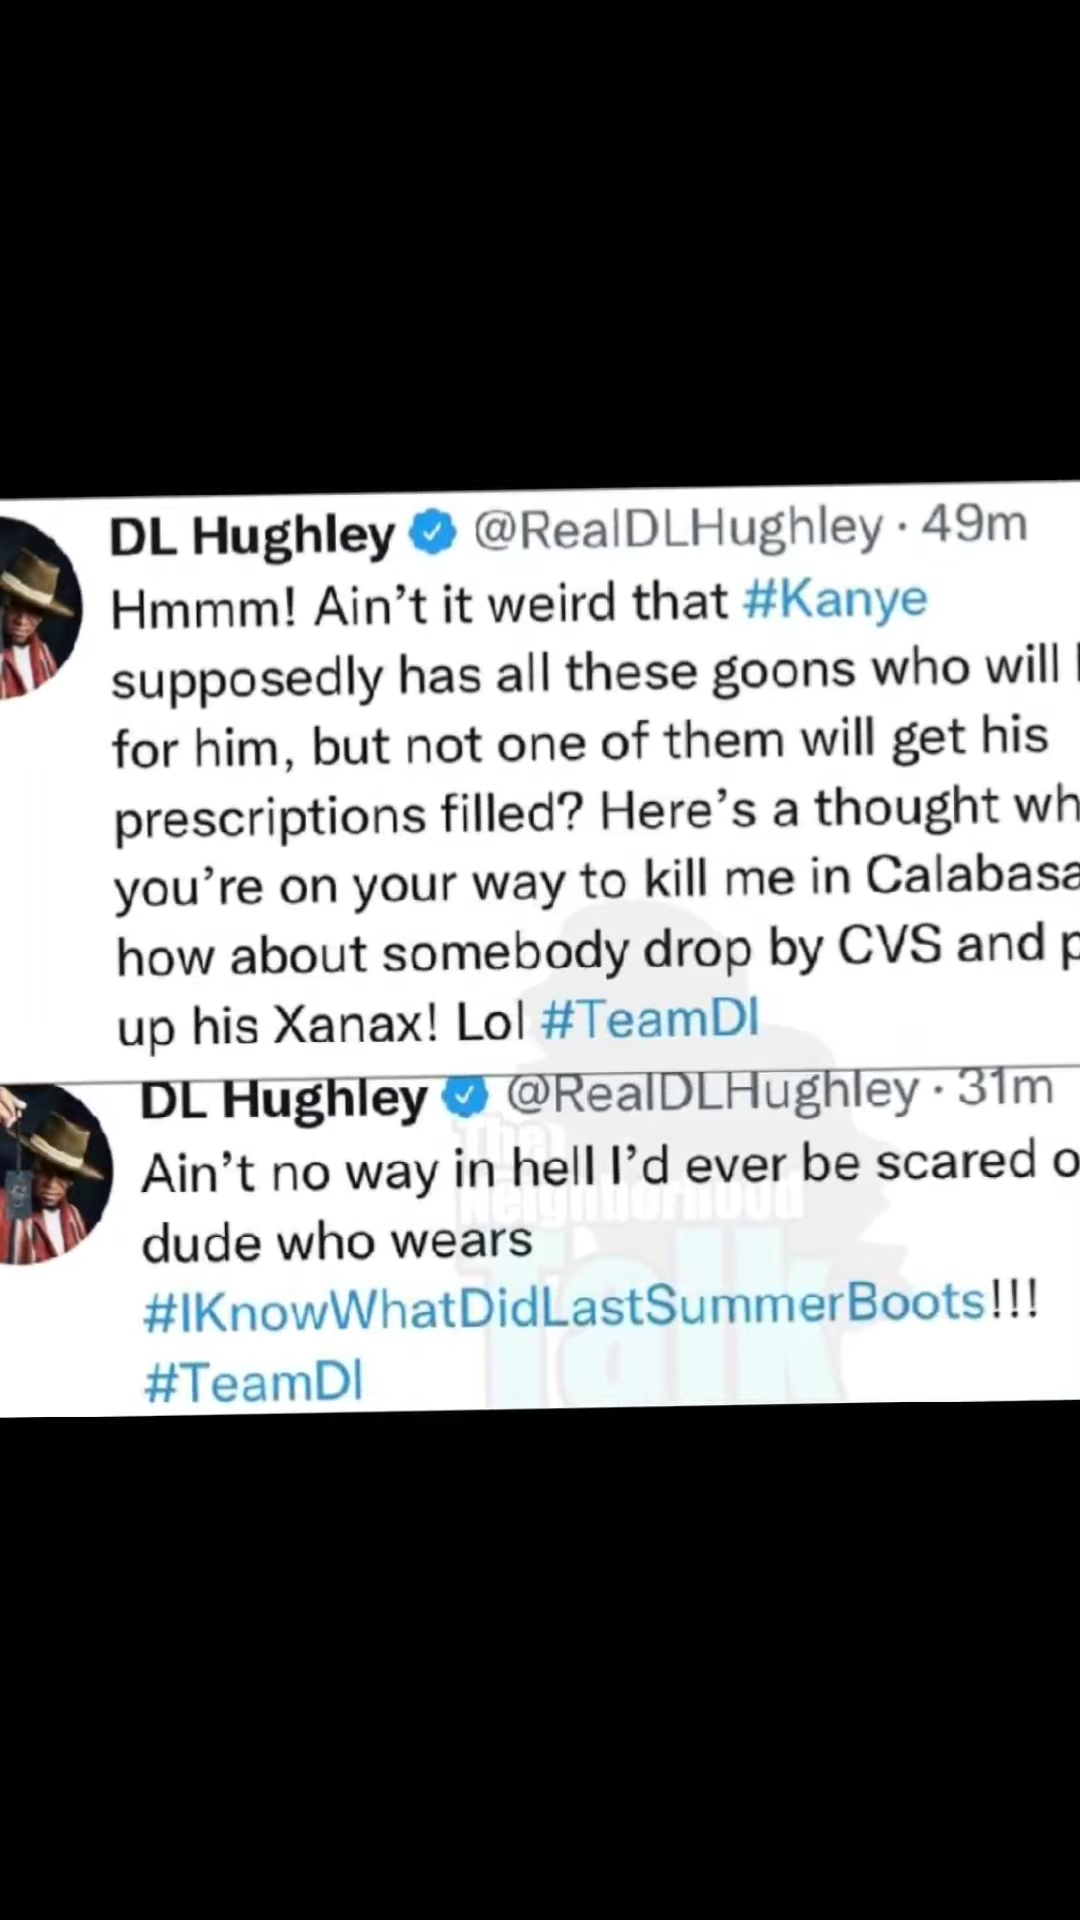 DL Hughley @RealDLHughley · 49m
Hmmm! Ain't it weird that #Kanye
supposedly has all these goons who will
for him, but not one of them will get his
prescriptions filled? Here's a thought wh
you're on your way to kill me in Calabasa
how about somebody drop by CVS and p
up his Xanax! Lol #TeamDl
DL Hughley @RealDLHughley · 31m
Ain't no way in hell I'd ever be scared o
dude who wears
#IKnowWhatDidLastSummerBoots!!!
#TeamDl
The
Neighborhood
Talk